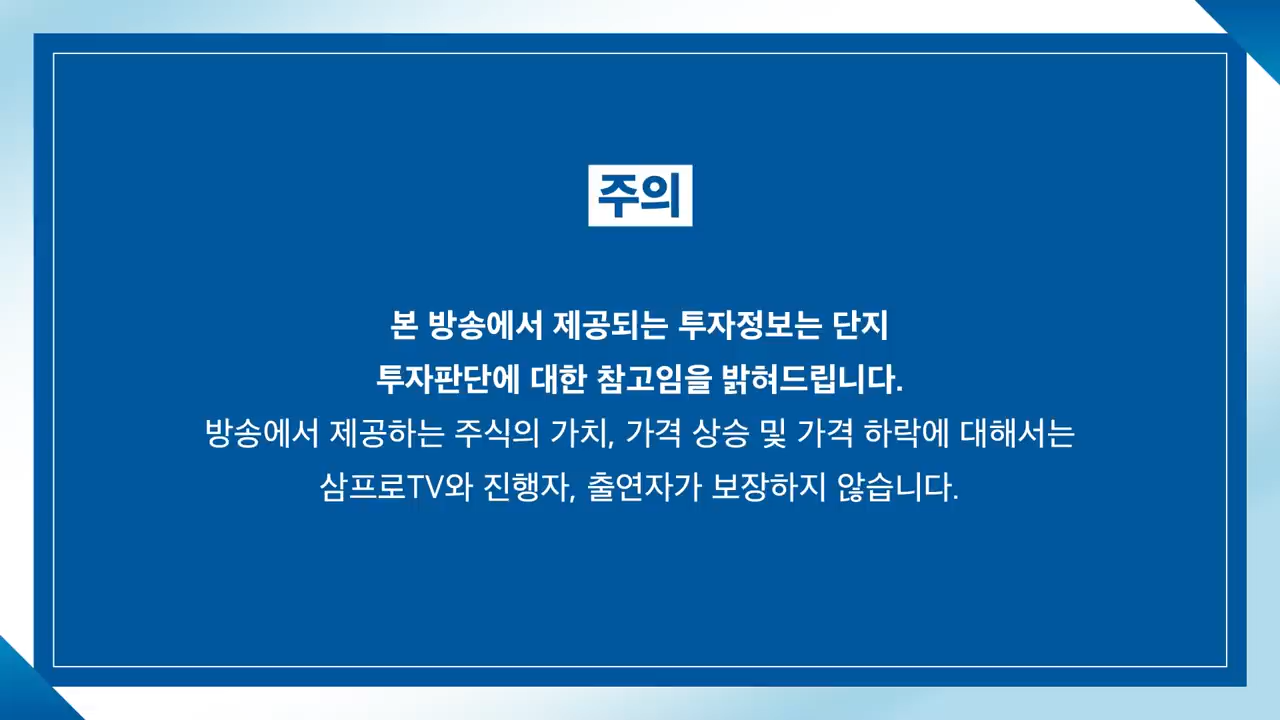 주의
본 방송에서 제공되는 투자정보는 단지
투자판단에 대한 참고임을 밝혀드립니다.
방송에서 제공하는 주식의 가치, 가격 상승 및 가격 하락에 대해서는
삼프로TV와 진행자, 출연자가 보장하지 않습니다.